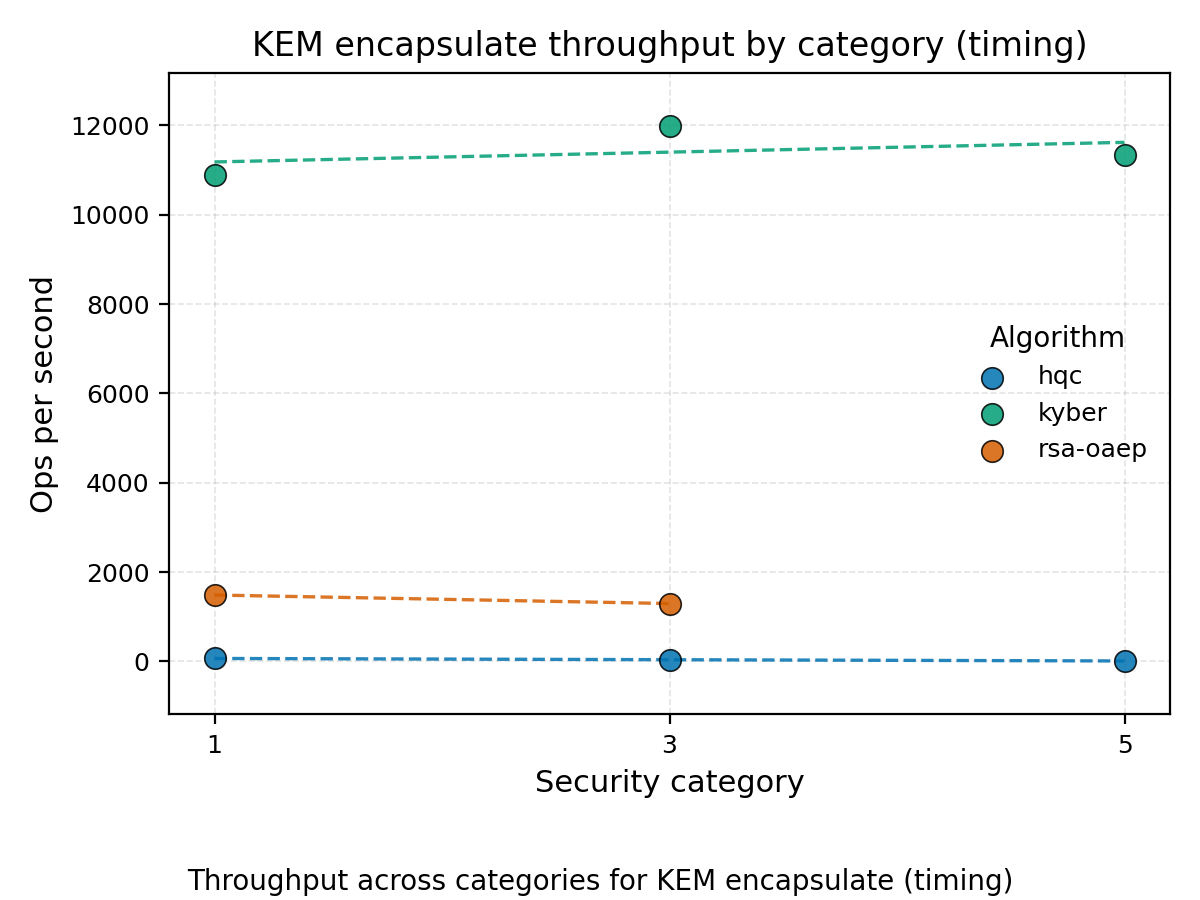 KEM encapsulate throughput by category (timing)
12000
10000
8000
6000
4000
2000
0
Ops per second
Algorithm
hqc
kyber
rsa-oaep
1 3 5
Security category
Throughput across categories for KEM encapsulate (timing)